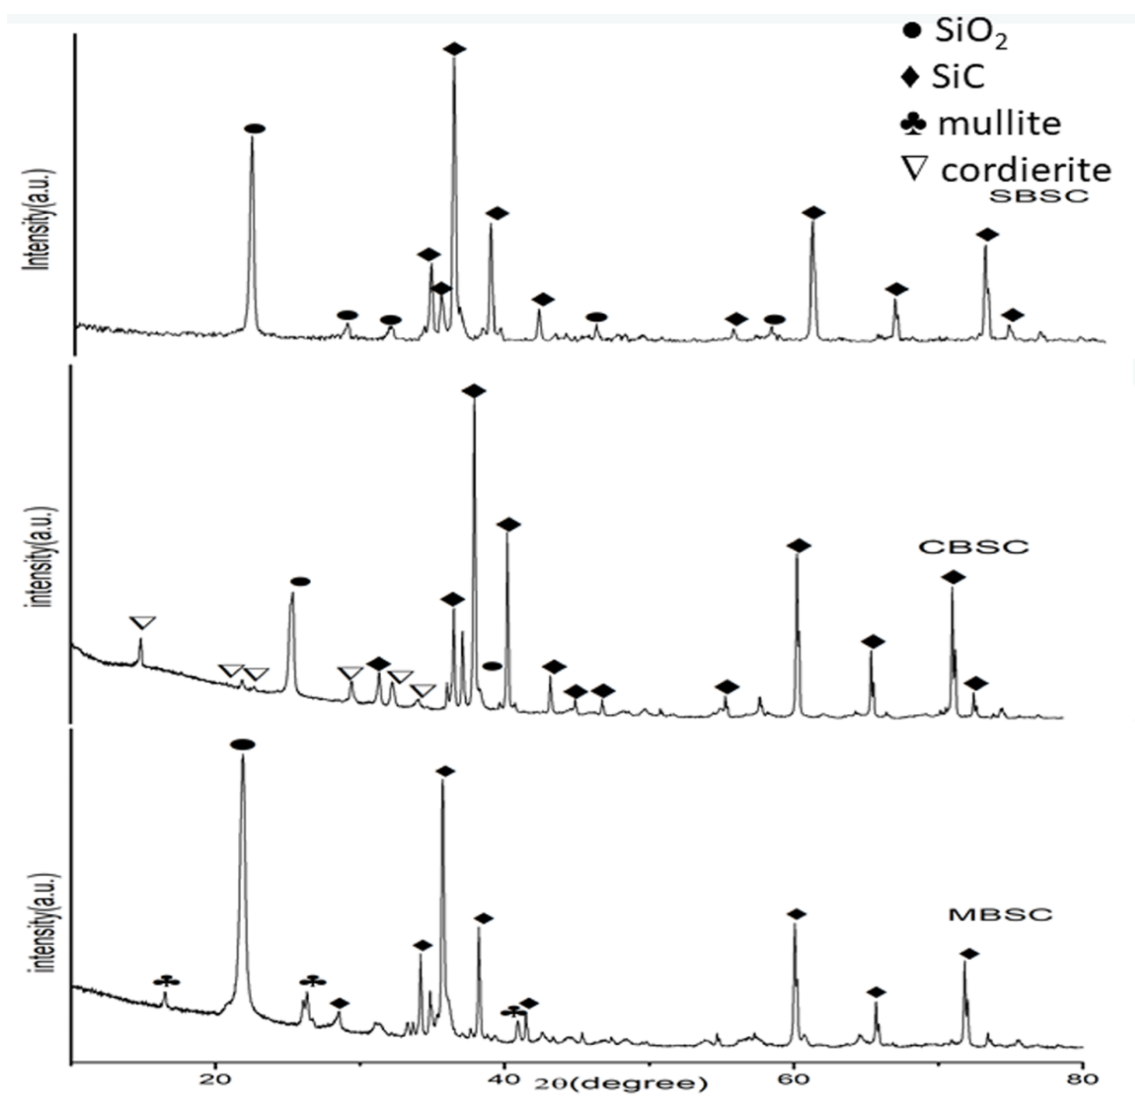 ● SiO₂
♦ SiC
♣ mullite
▽ cordierite
SBSC
Intensity(a.u.)
CBSC
intensity(a.u.)
MBSC
intensity(a.u.)
20 40 60 80
2θ(degree)